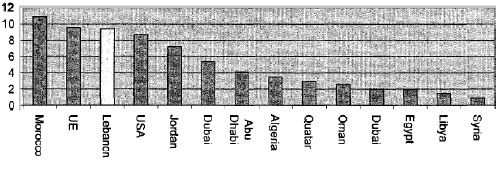 12
10
8
6
4
2
0
Morocco
UE
Lebanon
USA
Jordan
Dubai
Abu
Dhabi
Algeria
Quatar
Oman
Dubai
Egypt
Libya
Syria